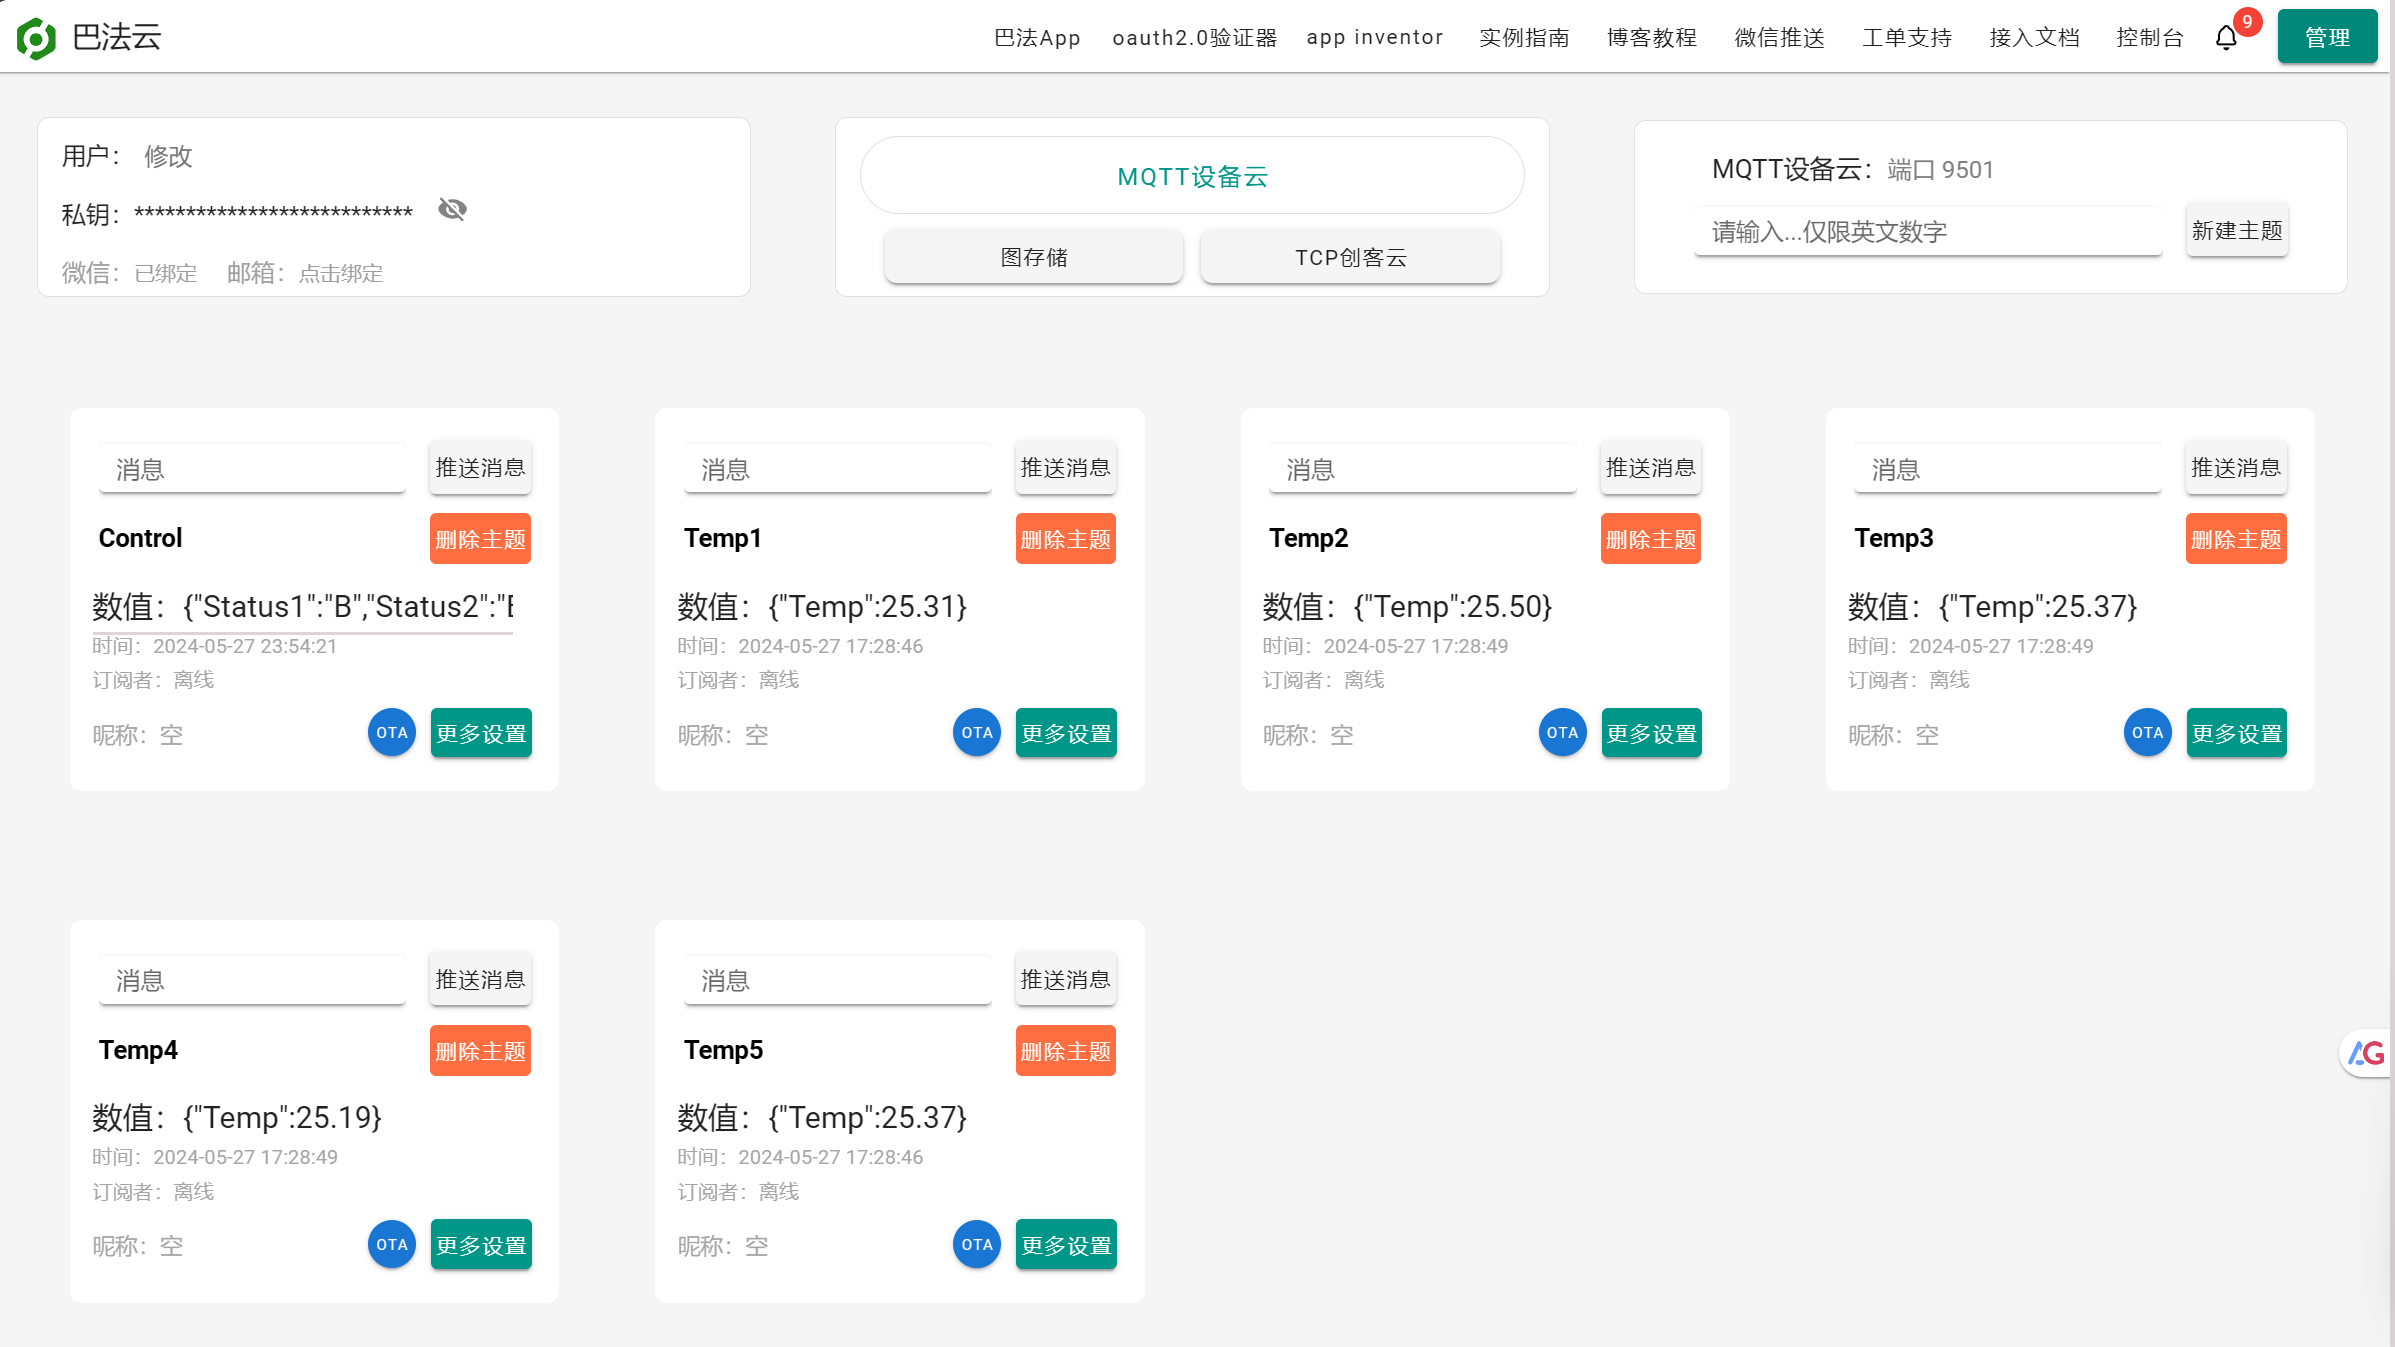 巴法云
巴法App oauth2.0验证器 app inventor 实例指南 博客教程 微信推送 工单支持 接入文档 控制台 9 管理
用户： 修改
私钥：***************************
微信：已绑定 邮箱：点击绑定
MQTT设备云
图存储 TCP创客云
MQTT设备云：端口 9501
请输入...仅限英文数字 新建主题
消息 推送消息
Control 删除主题
数值：{"Status1":"B","Status2":"
时间：2024-05-27 23:54:21
订阅者：离线
昵称：空 OTA 更多设置
消息 推送消息
Temp1 删除主题
数值：{"Temp":25.31}
时间：2024-05-27 17:28:46
订阅者：离线
昵称：空 OTA 更多设置
消息 推送消息
Temp2 删除主题
数值：{"Temp":25.50}
时间：2024-05-27 17:28:49
订阅者：离线
昵称：空 OTA 更多设置
消息 推送消息
Temp3 删除主题
数值：{"Temp":25.37}
时间：2024-05-27 17:28:49
订阅者：离线
昵称：空 OTA 更多设置
消息 推送消息
Temp4 删除主题
数值：{"Temp":25.19}
时间：2024-05-27 17:28:49
订阅者：离线
昵称：空 OTA 更多设置
消息 推送消息
Temp5 删除主题
数值：{"Temp":25.37}
时间：2024-05-27 17:28:46
订阅者：离线
昵称：空 OTA 更多设置
AG